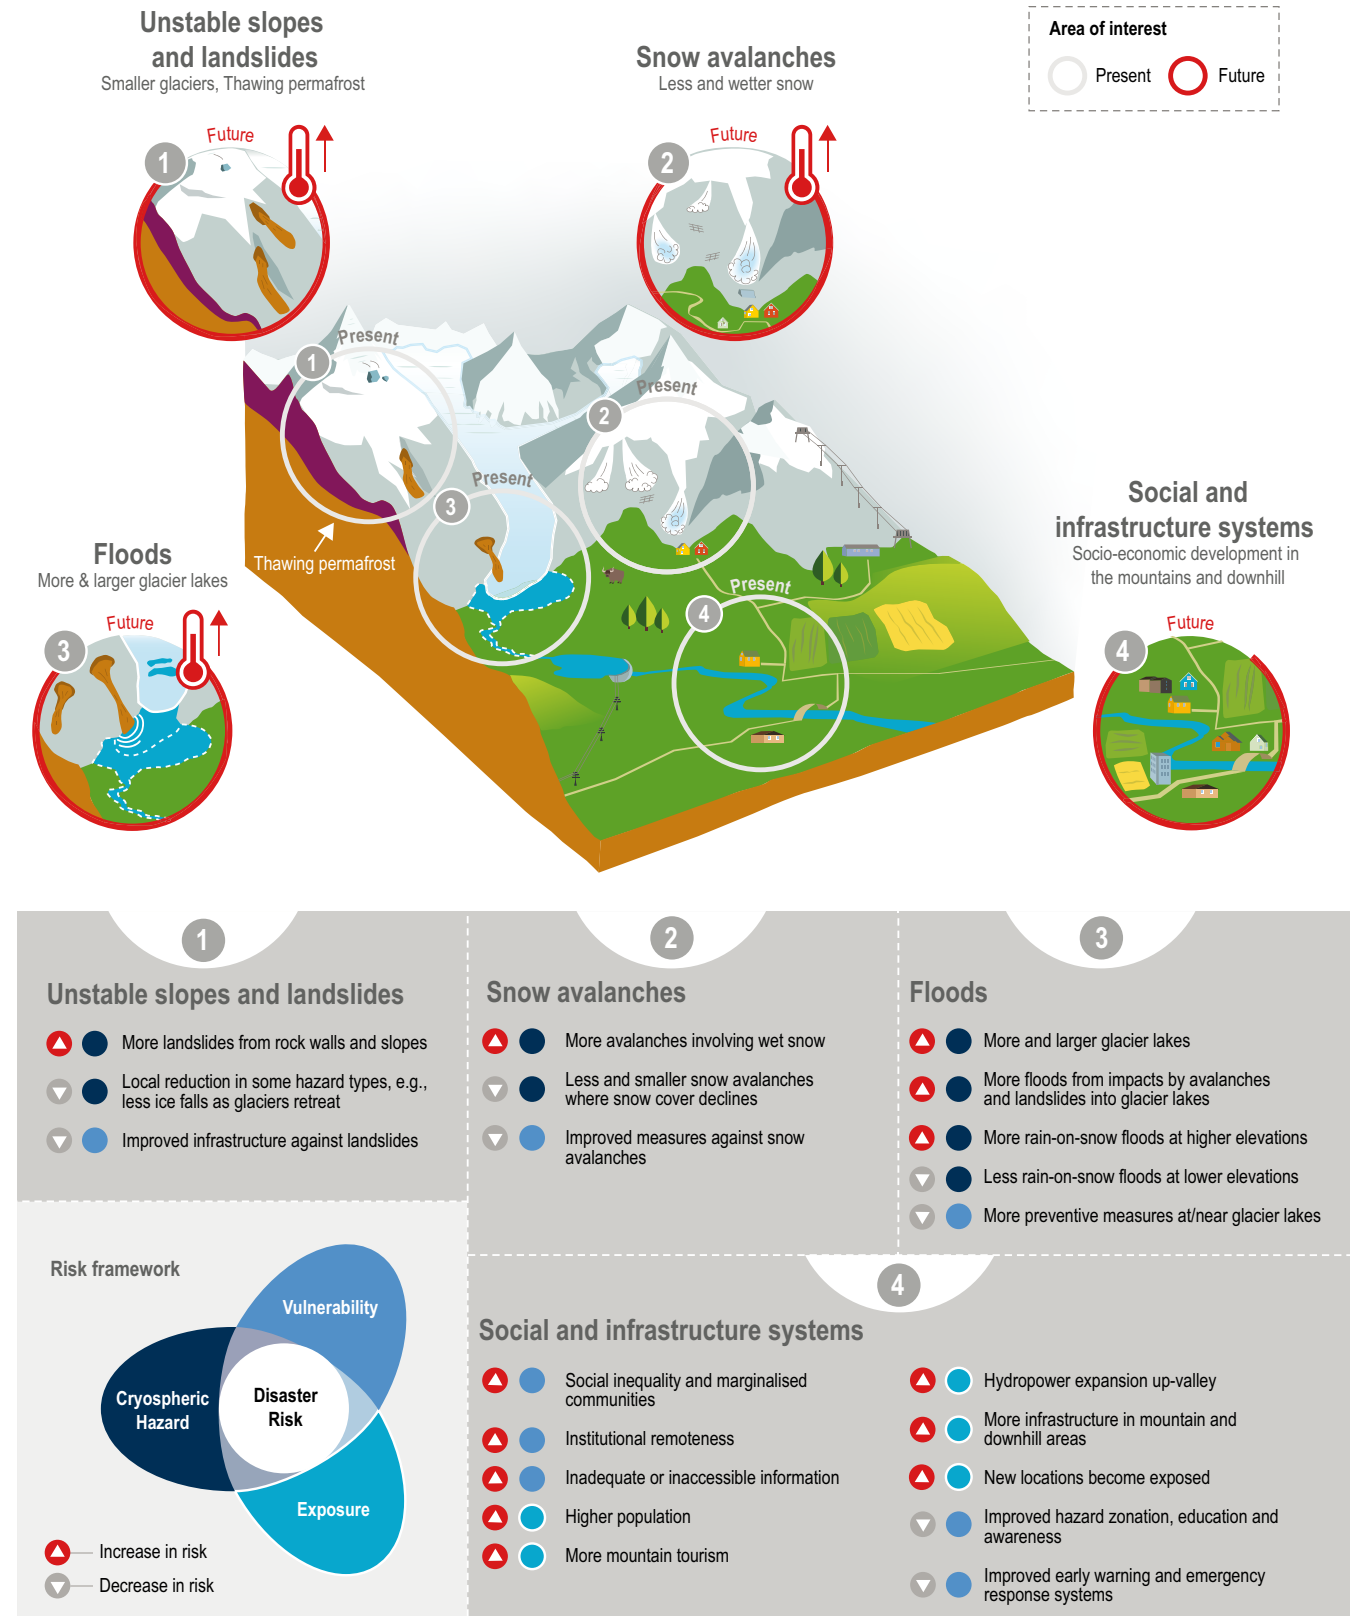 Unstable slopes
and landslides
Smaller glaciers, Thawing permafrost
Snow avalanches
Less and wetter snow
Area of interest
Present
Future
Future
1
Future
2
Present
1
Present
2
Present
3
Thawing permafrost
Present
4
Floods
More & larger glacier lakes
Future
3
Social and
infrastructure systems
Socio-economic development in
the mountains and downhill
Future
4
1
Unstable slopes and landslides
More landslides from rock walls and slopes
Local reduction in some hazard types, e.g.,
less ice falls as glaciers retreat
Improved infrastructure against landslides
2
Snow avalanches
More avalanches involving wet snow
Less and smaller snow avalanches
where snow cover declines
Improved measures against snow
avalanches
3
Floods
More and larger glacier lakes
More floods from impacts by avalanches
and landslides into glacier lakes
More rain-on-snow floods at higher elevations
Less rain-on-snow floods at lower elevations
More preventive measures at/near glacier lakes
Risk framework
Vulnerability
Cryospheric
Hazard
Disaster
Risk
Exposure
Increase in risk
Decrease in risk
4
Social and infrastructure systems
Social inequality and marginalised
communities
Institutional remoteness
Inadequate or inaccessible information
Higher population
More mountain tourism
Hydropower expansion up-valley
More infrastructure in mountain and
downhill areas
New locations become exposed
Improved hazard zonation, education and
awareness
Improved early warning and emergency
response systems